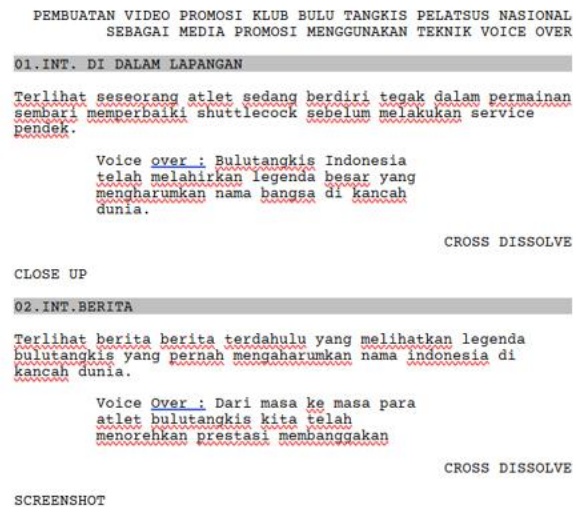 PEMBUATAN VIDEO PROMOSI KLUB BULU TANGKIS PELATSUS NASIONAL
SEBAGAI MEDIA PROMOSI MENGGUNAKAN TEKNIK VOICE OVER
01.INT. DI DALAM LAPANGAN
Terlihat seseorang atlet sedang berdiri tegak dalam permainan
sembari memperbaiki shuttlecock sebelum melakukan service
pendek.
Voice over : Bulutangkis Indonesia
telah melahirkan legenda besar yang
mengharumkan nama bangsa di kancah
dunia.
CROSS DISSOLVE
CLOSE UP
02.INT.BERITA
Terlihat berita berita terdahulu yang melihatkan legenda
bulutangkis yang pernah mengaharumkan nama indonesia di
kancah dunia.
Voice Over : Dari masa ke masa para
atlet bulutangkis kita telah
menorehkan prestasi membanggakan
CROSS DISSOLVE
SCREENSHOT